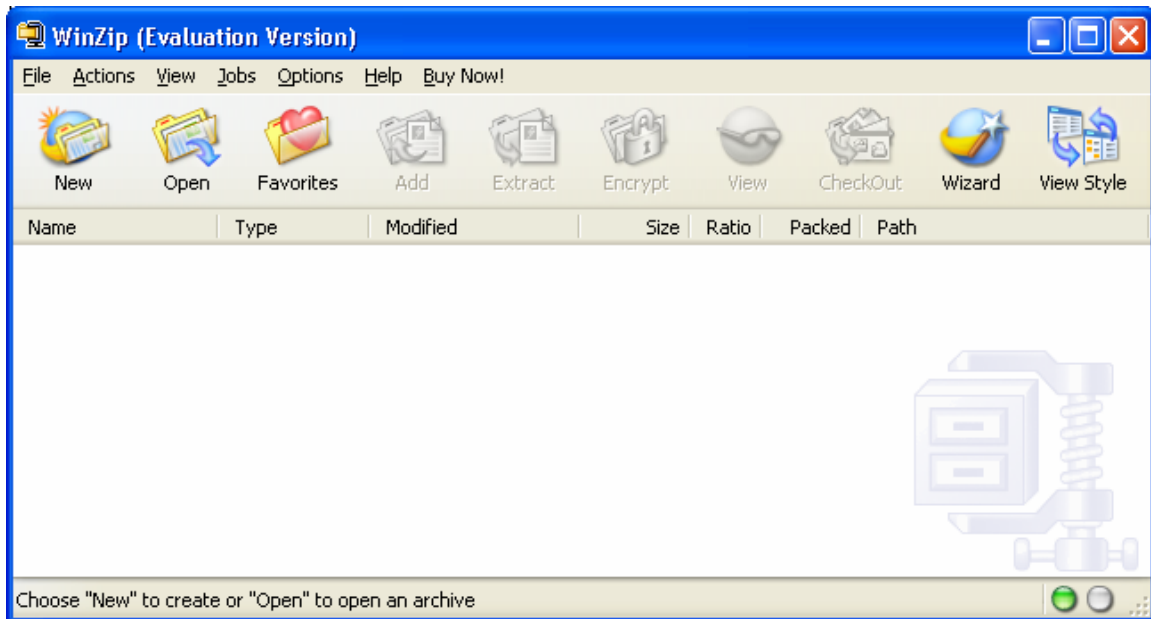 WinZip (Evaluation Version)
File Actions View Jobs Options Help Buy Now!
New Open Favorites Add Extract Encrypt View CheckOut Wizard View Style
Name Type Modified Size Ratio Packed Path
Choose "New" to create or "Open" to open an archive